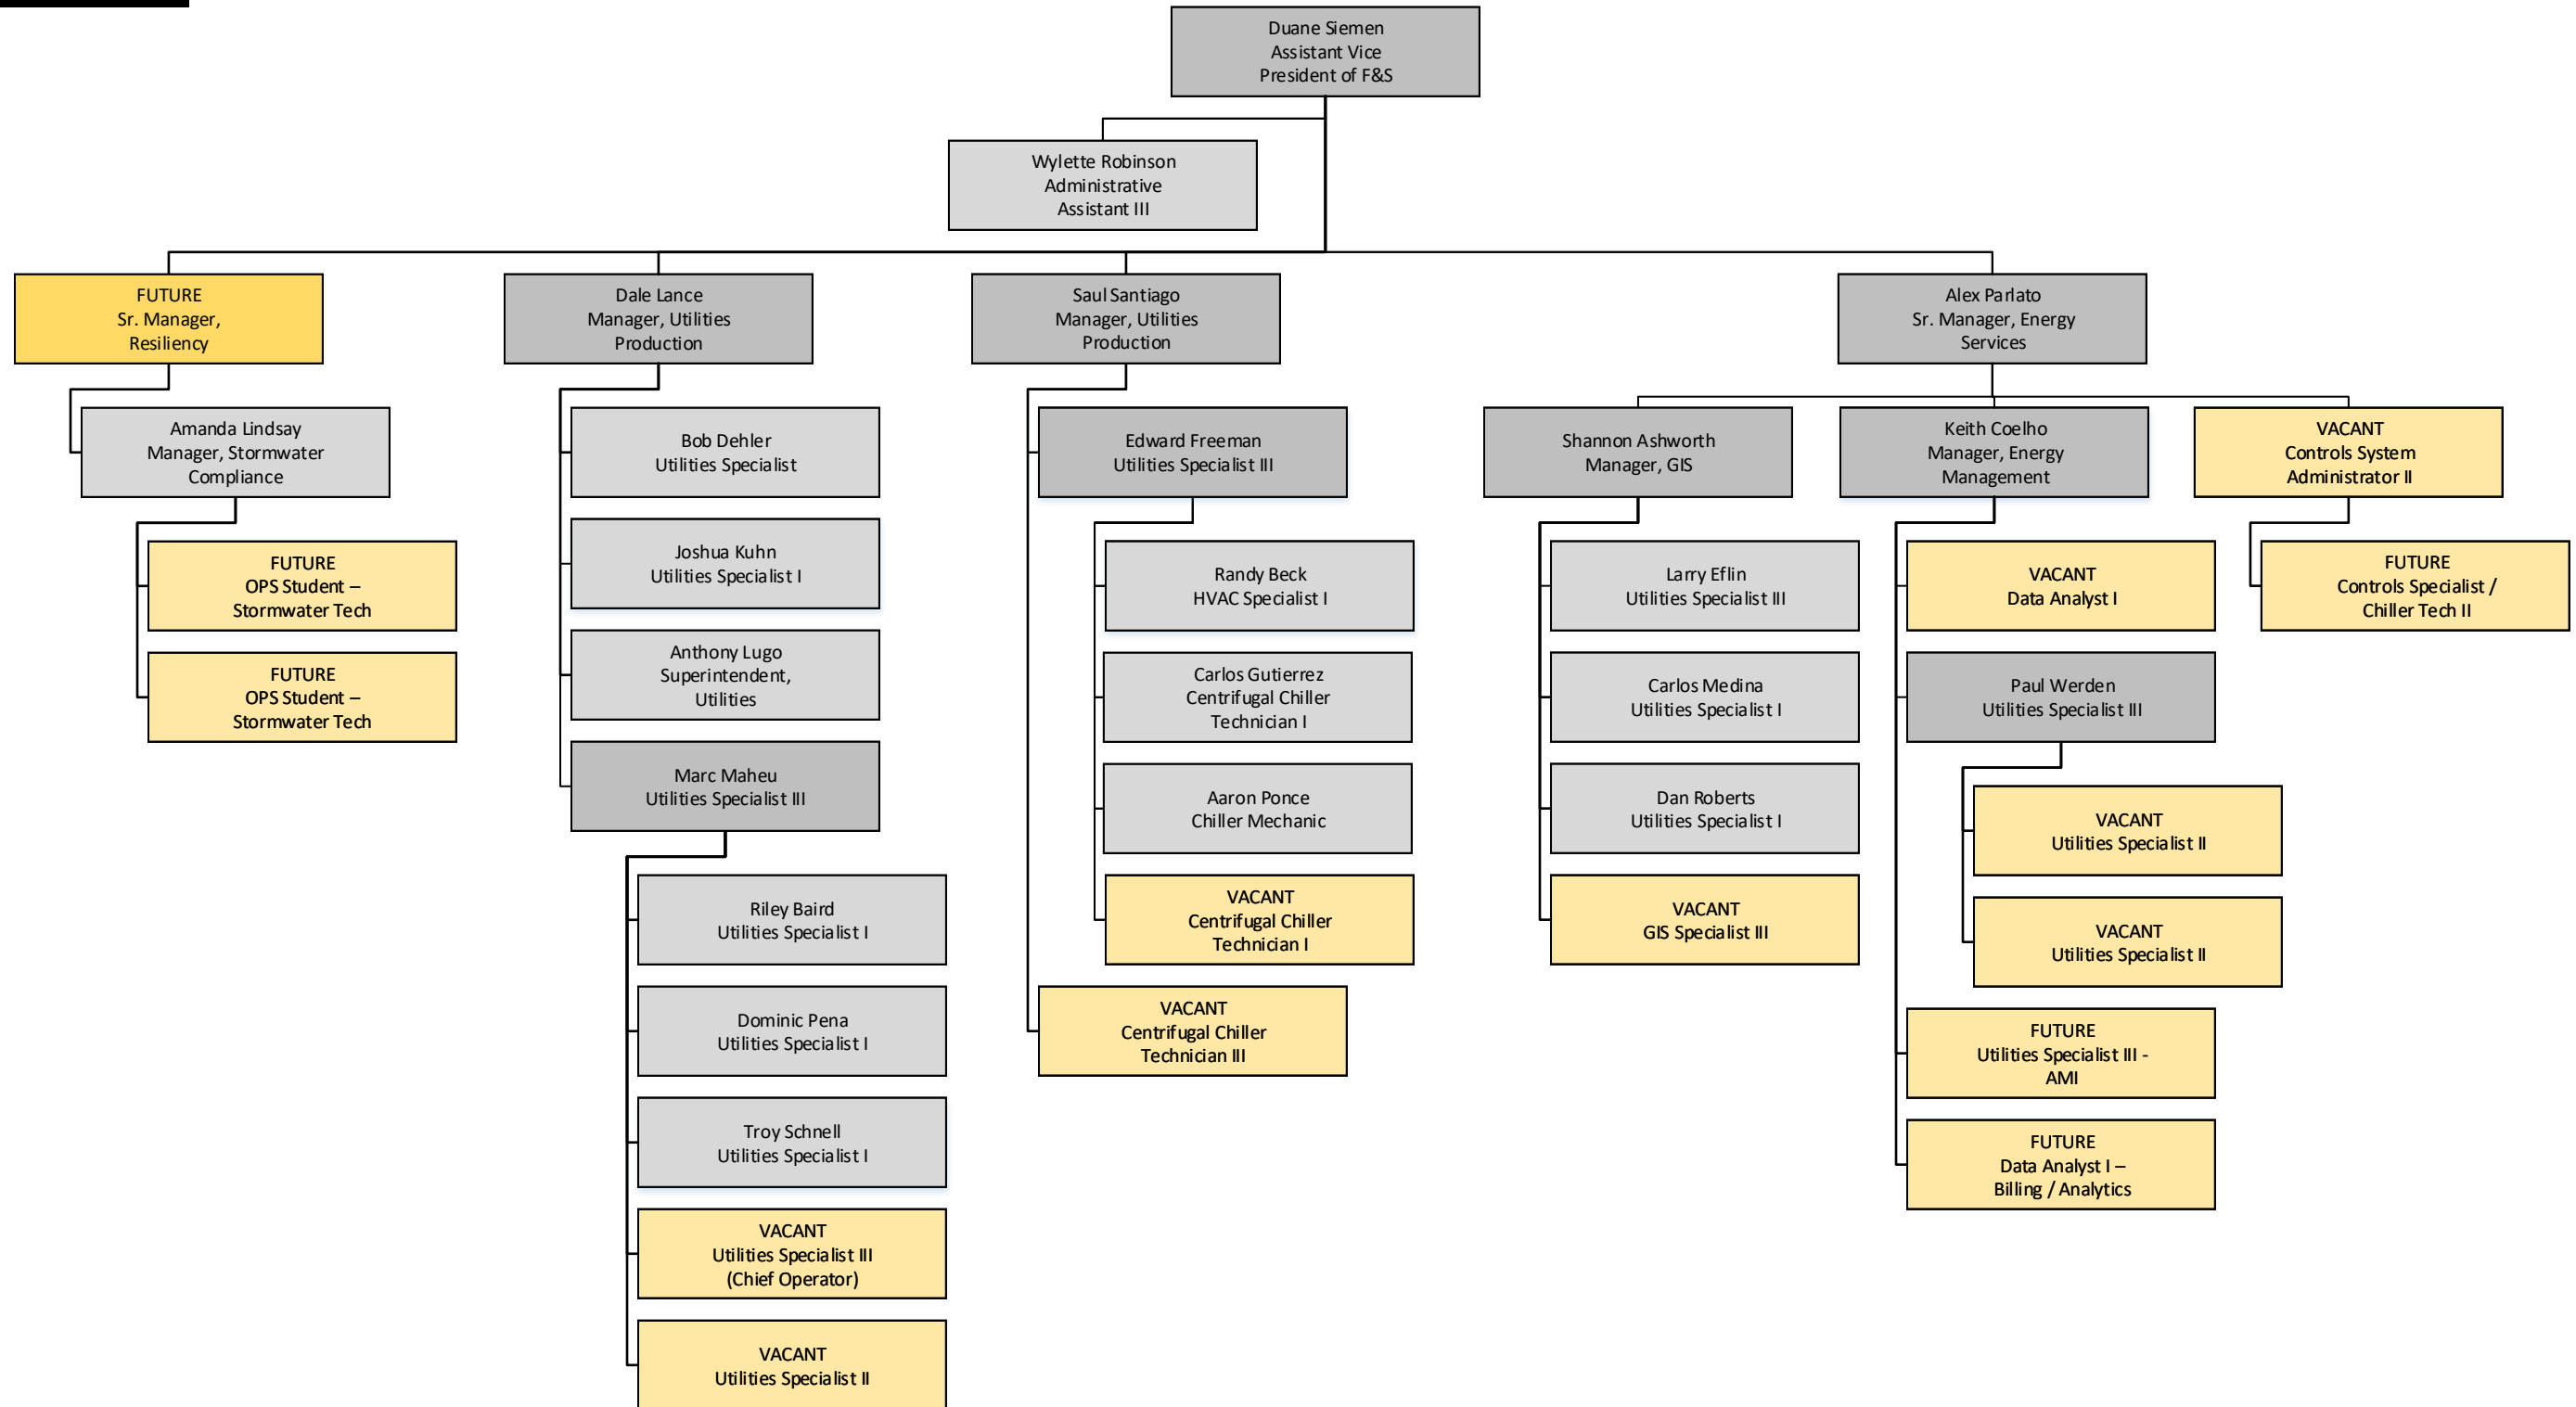 Duane Siemen
Assistant Vice
President of F&S
Wylette Robinson
Administrative
Assistant III
FUTURE
Sr. Manager,
Resiliency
Amanda Lindsay
Manager, Stormwater
Compliance
FUTURE
OPS Student –
Stormwater Tech
FUTURE
OPS Student –
Stormwater Tech
Dale Lance
Manager, Utilities
Production
Bob Dehler
Utilities Specialist
Joshua Kuhn
Utilities Specialist I
Anthony Lugo
Superintendent,
Utilities
Marc Maheu
Utilities Specialist III
Riley Baird
Utilities Specialist I
Dominic Pena
Utilities Specialist I
Troy Schnell
Utilities Specialist I
VACANT
Utilities Specialist III
(Chief Operator)
VACANT
Utilities Specialist II
Saul Santiago
Manager, Utilities
Production
Edward Freeman
Utilities Specialist III
Randy Beck
HVAC Specialist I
Carlos Gutierrez
Centrifugal Chiller
Technician I
Aaron Ponce
Chiller Mechanic
VACANT
Centrifugal Chiller
Technician I
VACANT
Centrifugal Chiller
Technician III
Alex Parlato
Sr. Manager, Energy
Services
Shannon Ashworth
Manager, GIS
Larry Eflin
Utilities Specialist III
Carlos Medina
Utilities Specialist I
Dan Roberts
Utilities Specialist I
VACANT
GIS Specialist III
Keith Coelho
Manager, Energy
Management
VACANT
Data Analyst I
Paul Werden
Utilities Specialist III
VACANT
Utilities Specialist II
VACANT
Utilities Specialist II
FUTURE
Utilities Specialist III -
AMI
FUTURE
Data Analyst I –
Billing / Analytics
VACANT
Controls System
Administrator II
FUTURE
Controls Specialist /
Chiller Tech II